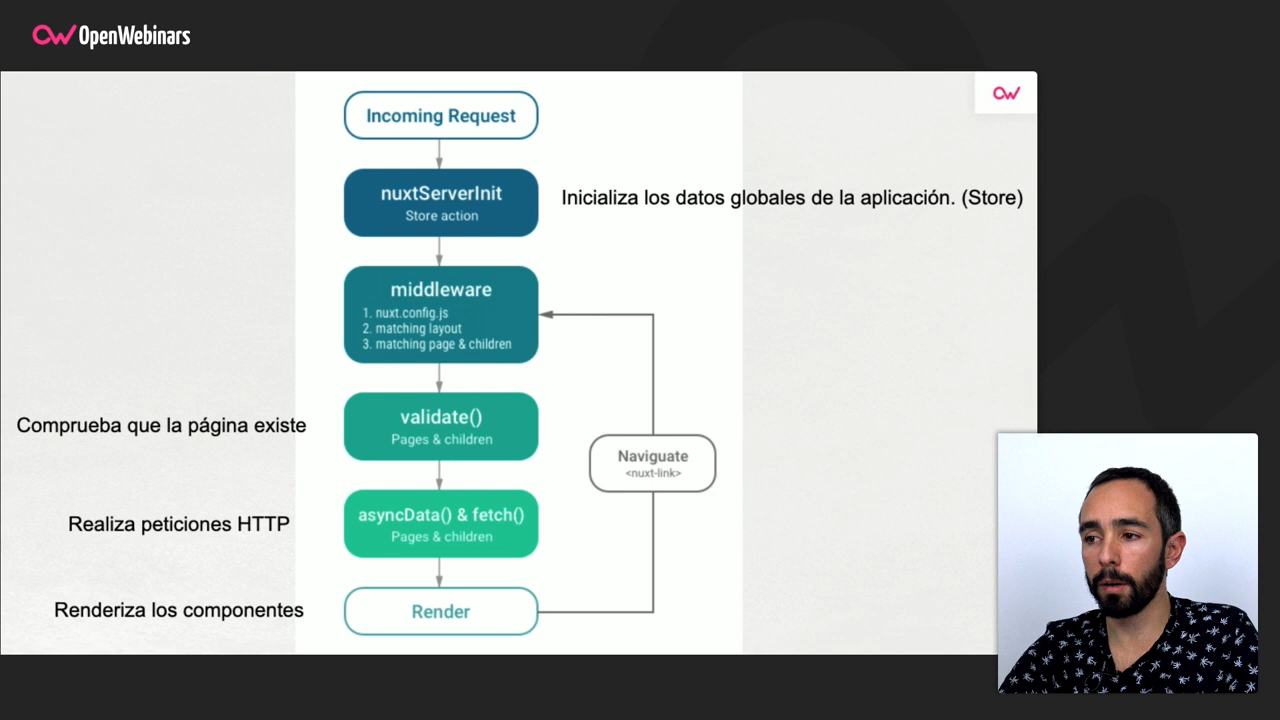 OpenWebinars
Incoming Request
nuxtServerInit
Store action
Inicializa los datos globales de la aplicación. (Store)
middleware
1. nuxt.config.js
2. matching layout
3. matching page & children
Comprueba que la página existe
validate()
Pages & children
Naviguate
<nuxt-link>
Realiza peticiones HTTP
asyncData() & fetch()
Pages & children
Renderiza los componentes
Render